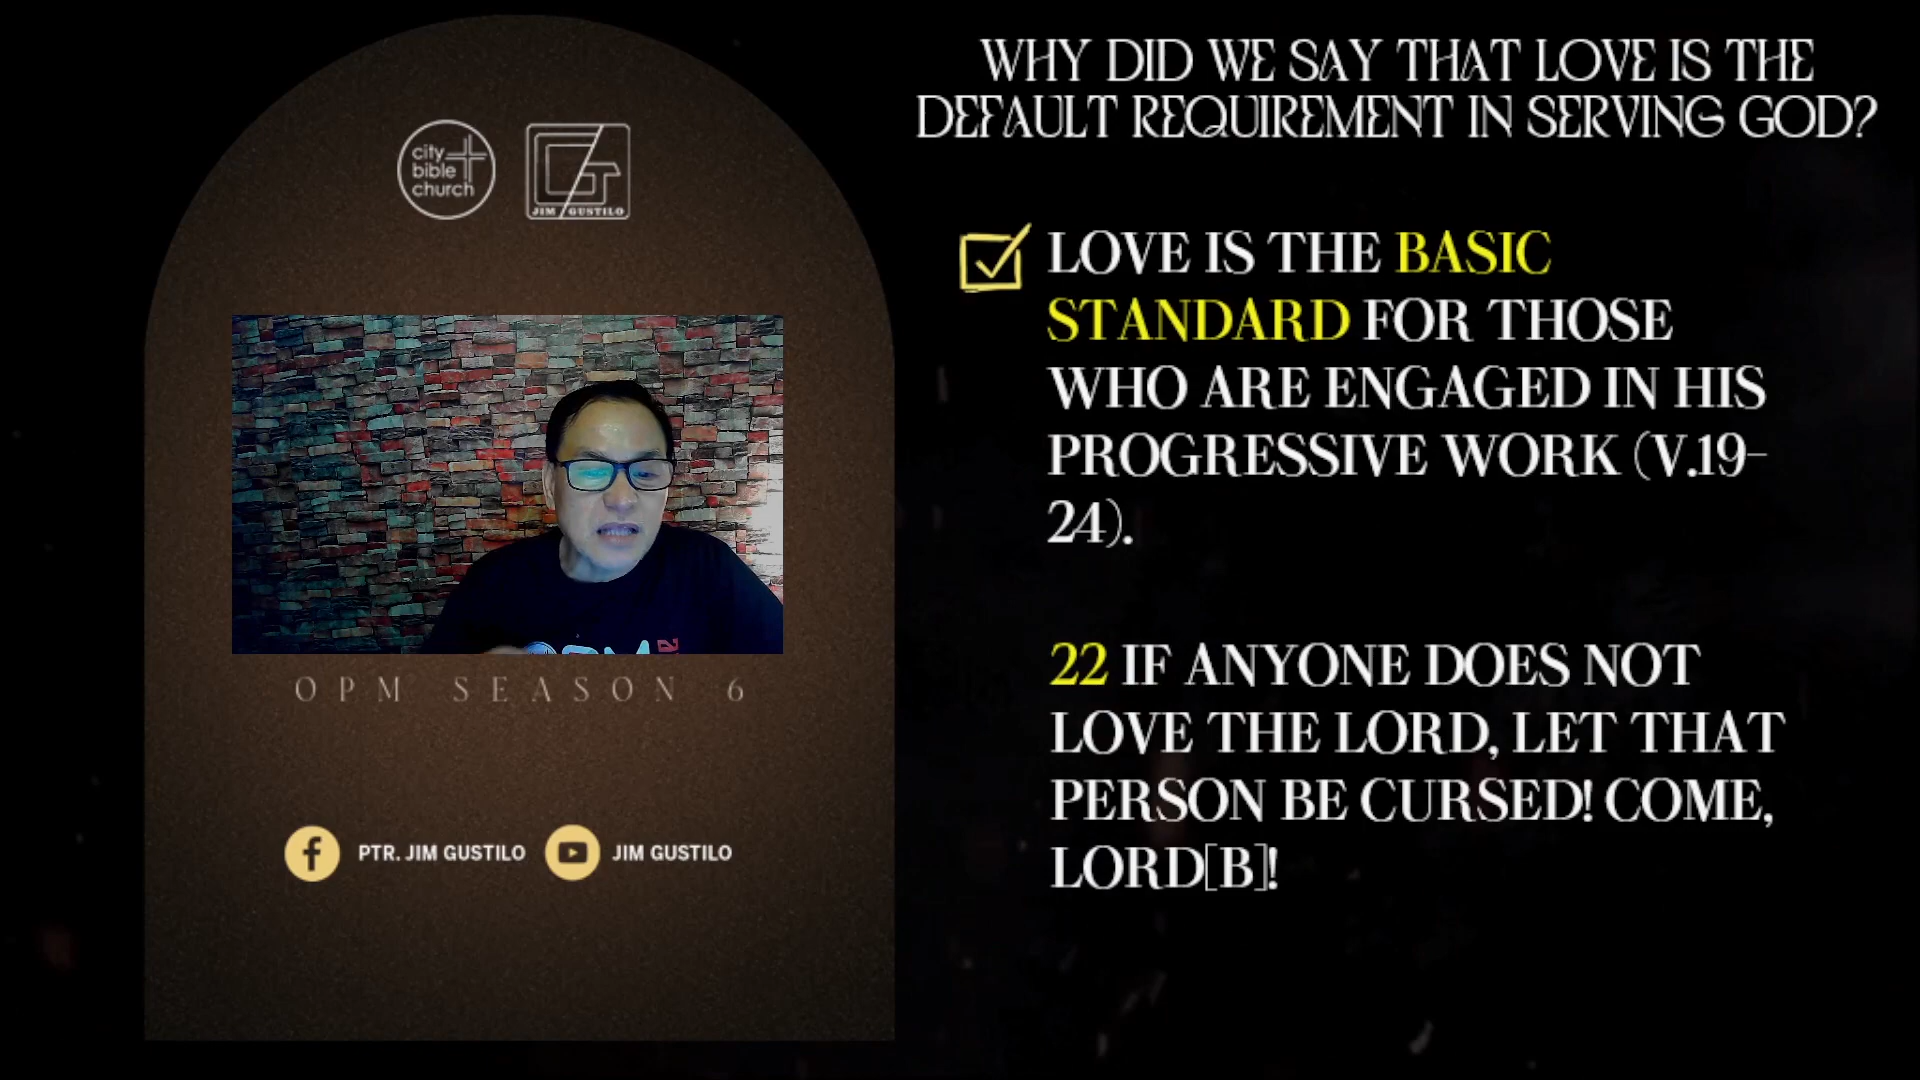 city
bible
church
JIM GUSTILO
OPM SEASON 6
PTR. JIM GUSTILO
JIM GUSTILO
WHY DID WE SAY THAT LOVE IS THE
DEFAULT REQUIREMENT IN SERVING GOD?
LOVE IS THE BASIC
STANDARD FOR THOSE
WHO ARE ENGAGED IN HIS
PROGRESSIVE WORK (V.19-
24).
22 IF ANYONE DOES NOT
LOVE THE LORD, LET THAT
PERSON BE CURSED! COME,
LORD[B]!